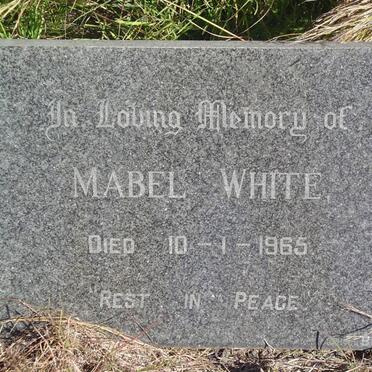 In Loving Memory of
MABEL WHITE
DIED 10-1-1965
"REST IN PEACE"